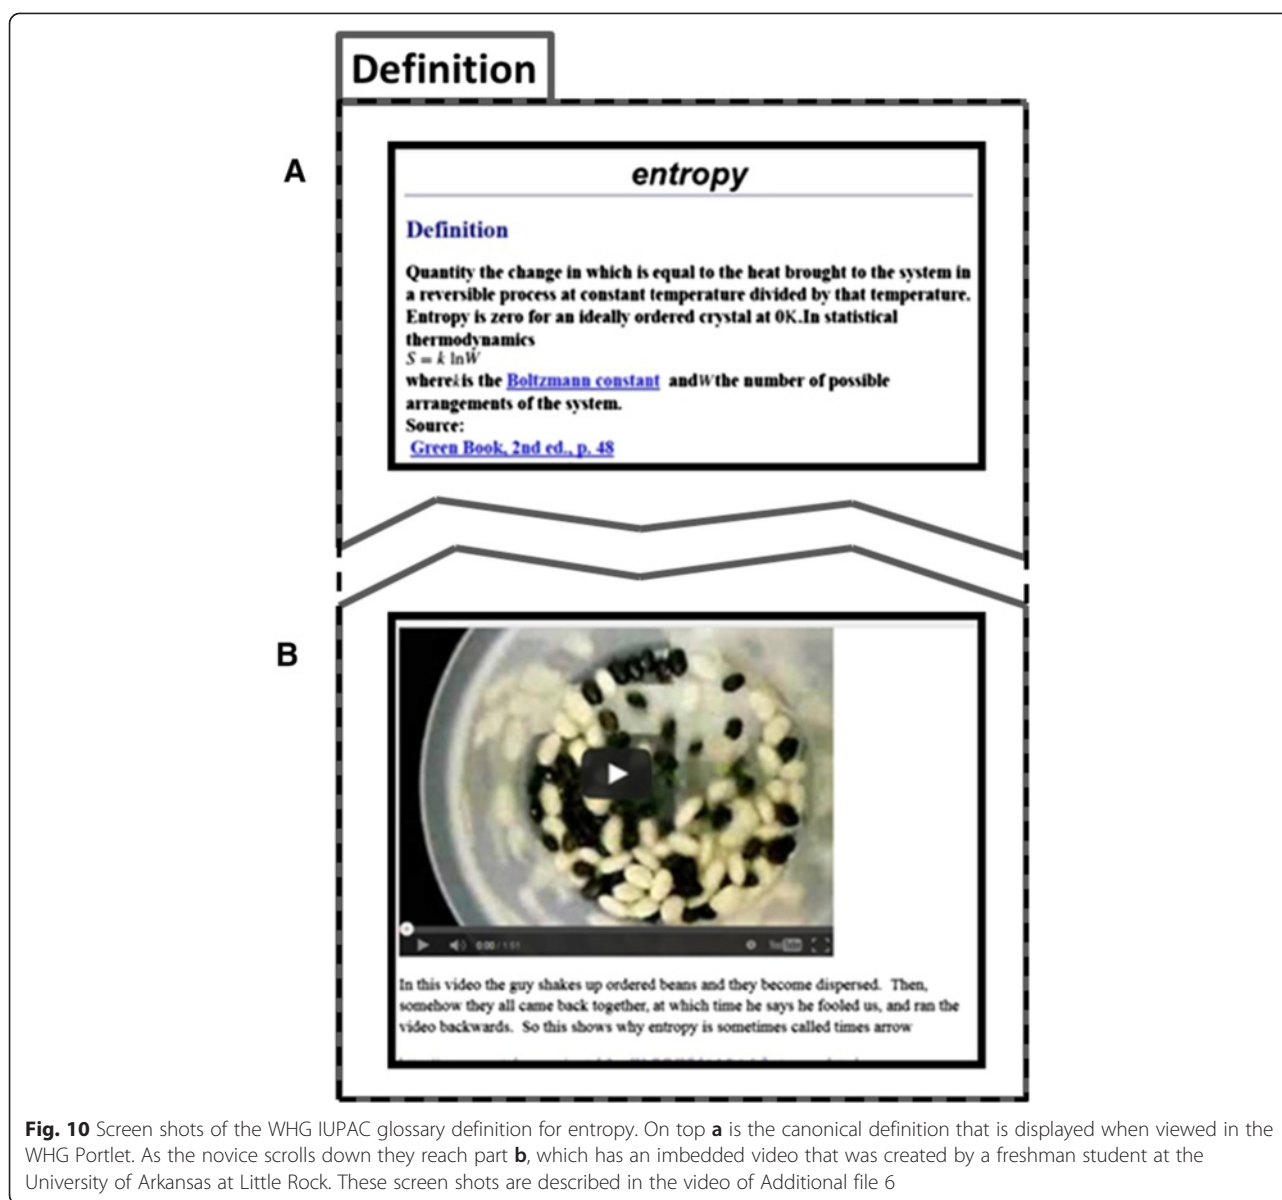 Definition
A
entropy
Definition
Quantity the change in which is equal to the heat brought to the system in
a reversible process at constant temperature divided by that temperature.
Entropy is zero for an ideally ordered crystal at 0K.In statistical
thermodynamics
S = k lnW
wherekis the Boltzmann constant andWthe number of possible
arrangements of the system.
Source:
Green Book, 2nd ed., p. 48
B
0:00 / 1:51
YouTube
In this video the guy shakes up ordered beans and they become dispersed. Then,
somehow they all came back together, at which time he says he fooled us, and ran the
video backwards. So this shows why entropy is sometimes called times arrow
Fig. 10 Screen shots of the WHG IUPAC glossary definition for entropy. On top a is the canonical definition that is displayed when viewed in the
WHG Portlet. As the novice scrolls down they reach part b, which has an imbedded video that was created by a freshman student at the
University of Arkansas at Little Rock. These screen shots are described in the video of Additional file 6